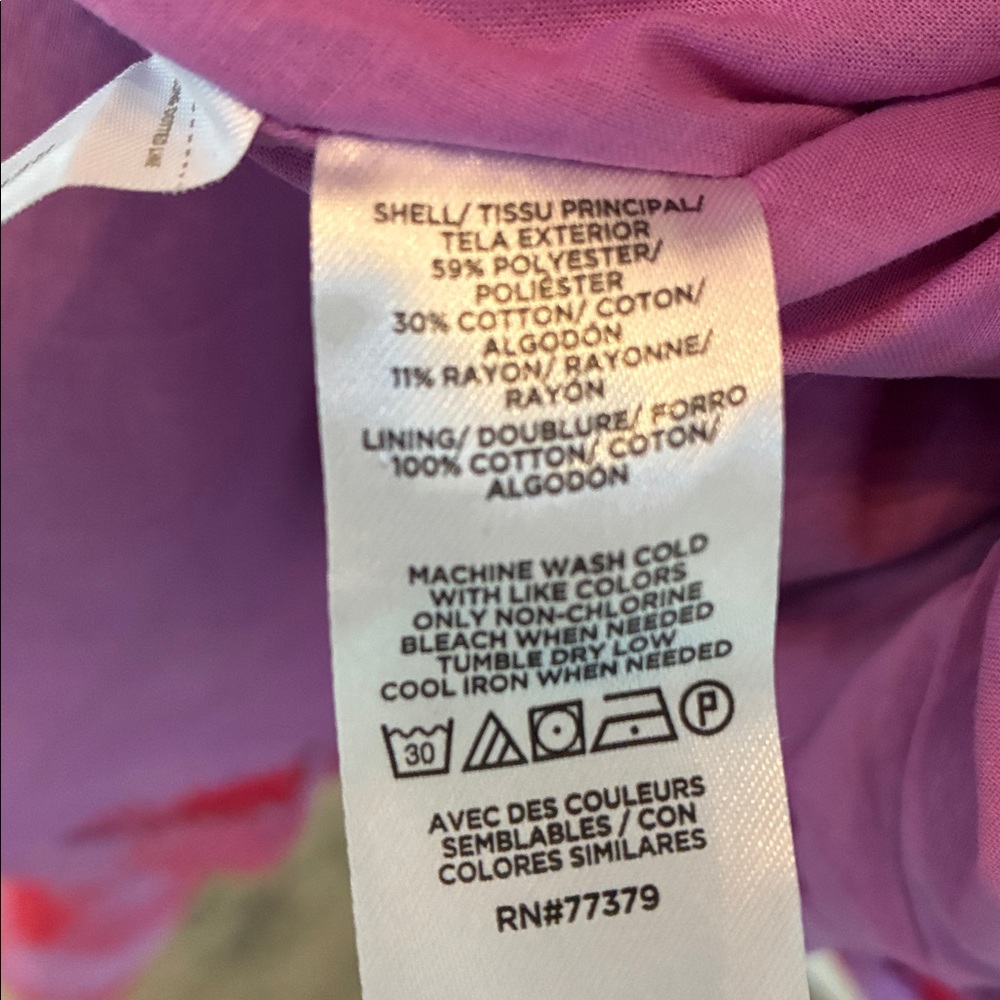 SHELL/ TISSU PRINCIPAL/
TELA EXTERIOR
59% POLYESTER/
POLIÉSTER
30% COTTON/ COTON/
ALGODÓN
11% RAYON/ RAYONNE/
RAYÓN
LINING/ DOUBLURE/ FORRO
100% COTTON/ COTON/
ALGODÓN
MACHINE WASH COLD
WITH LIKE COLORS
ONLY NON-CHLORINE
BLEACH WHEN NEEDED
TUMBLE DRY LOW
COOL IRON WHEN NEEDED
30 P
AVEC DES COULEURS
SEMBLABLES / CON
COLORES SIMILARES
RN#77379